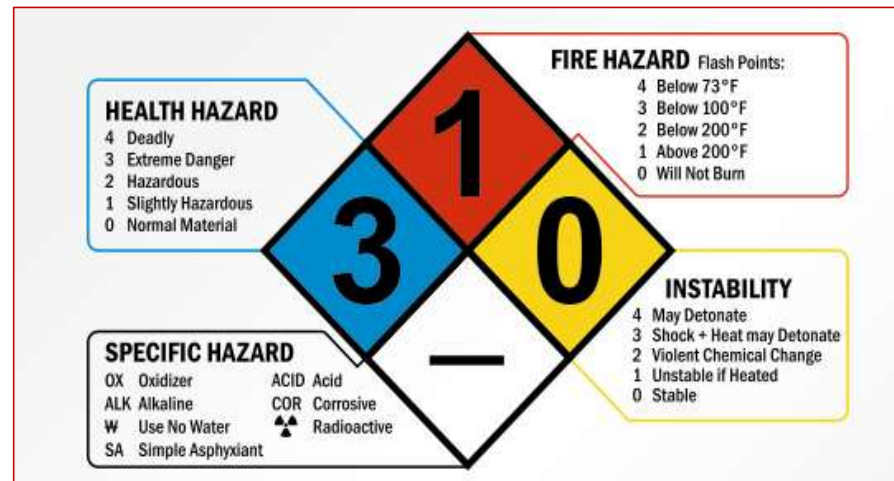 FIRE HAZARD Flash Points:
4 Below 73°F
3 Below 100°F
2 Below 200°F
1 Above 200°F
0 Will Not Burn
HEALTH HAZARD
4 Deadly
3 Extreme Danger
2 Hazardous
1 Slightly Hazardous
0 Normal Material
1
3
0
—
INSTABILITY
4 May Detonate
3 Shock + Heat may Detonate
2 Violent Chemical Change
1 Unstable if Heated
0 Stable
SPECIFIC HAZARD
OX Oxidizer ACID Acid
ALK Alkaline COR Corrosive
W̶ Use No Water ☢ Radioactive
SA Simple Asphyxiant